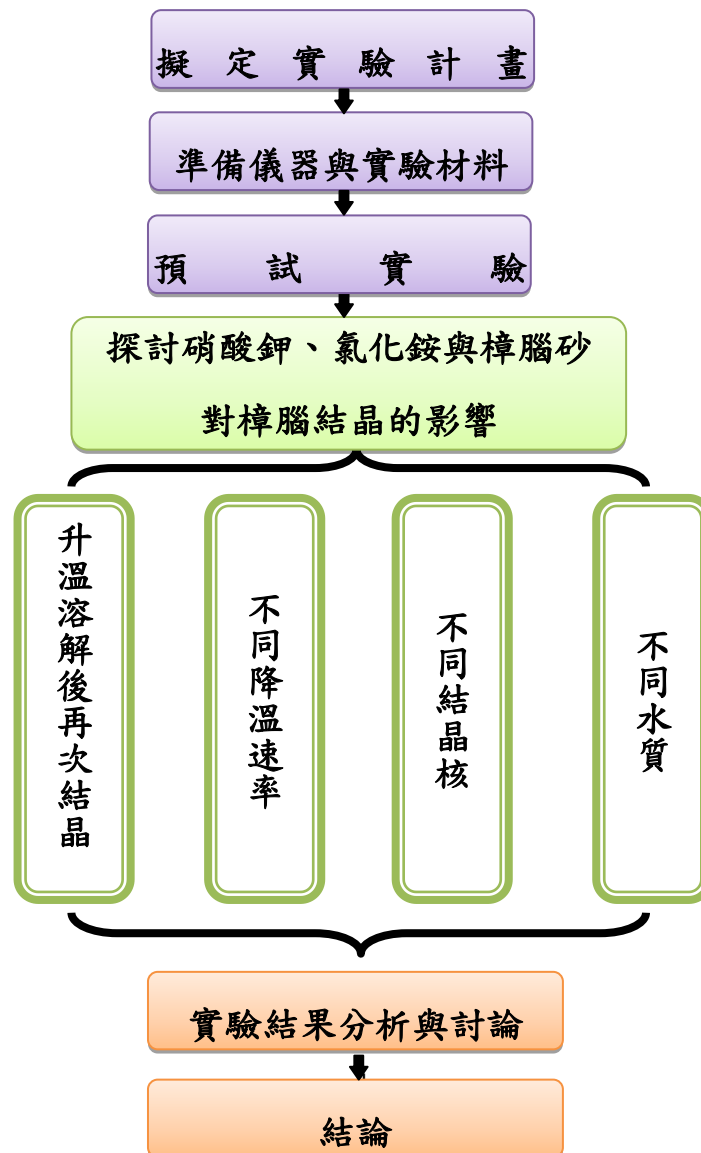 擬定實驗計畫
準備儀器與實驗材料
預試實驗
探討硝酸鉀、氯化銨與樟腦砂
對樟腦結晶的影響
升溫溶解後再次結晶
不同降溫速率
不同結晶核
不同水質
實驗結果分析與討論
結論